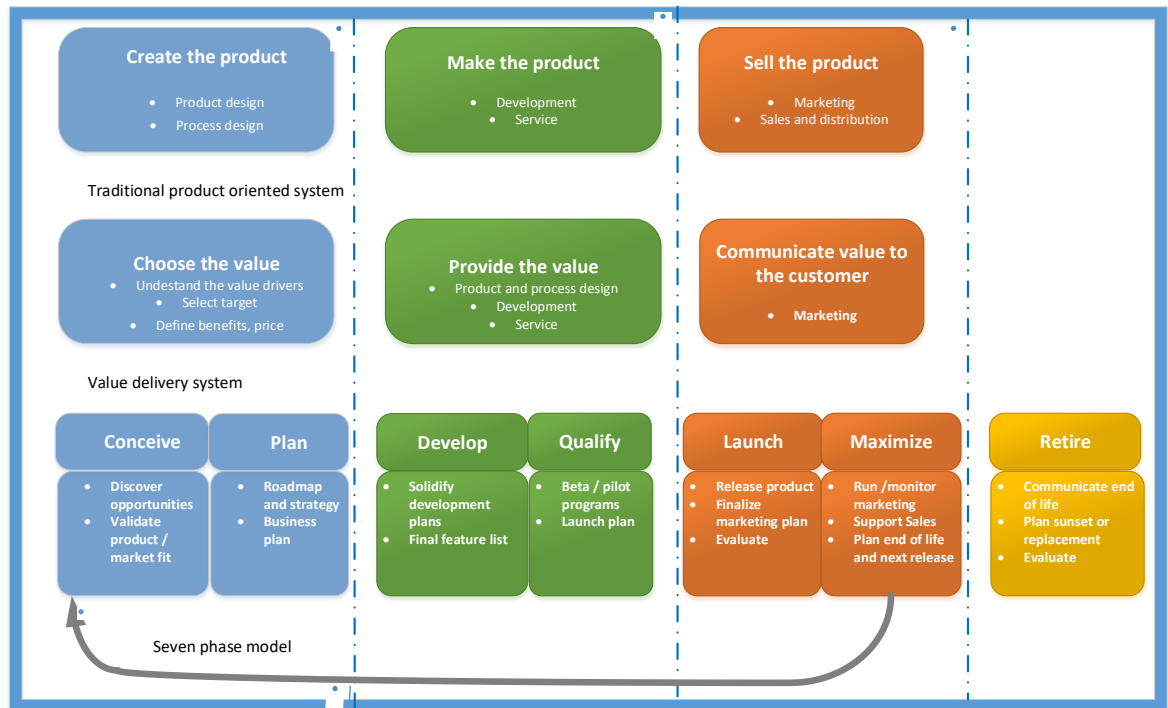 Create the product
• Product design
• Process design
Make the product
• Development
• Service
Sell the product
• Marketing
• Sales and distribution
Traditional product oriented system
Choose the value
• Undestand the value drivers
• Select target
• Define benefits, price
Provide the value
• Product and process design
• Development
• Service
Communicate value to
the customer
• Marketing
Value delivery system
Conceive
• Discover
opportunities
• Validate
product /
market fit
Plan
• Roadmap
and strategy
• Business
plan
Develop
• Solidify
development
plans
• Final feature list
Qualify
• Beta / pilot
programs
• Launch plan
Launch
• Release product
• Finalize
marketing plan
• Evaluate
Maximize
• Run /monitor
marketing
• Support Sales
• Plan end of life
and next release
Retire
• Communicate end
of life
• Plan sunset or
replacement
• Evaluate
Seven phase model